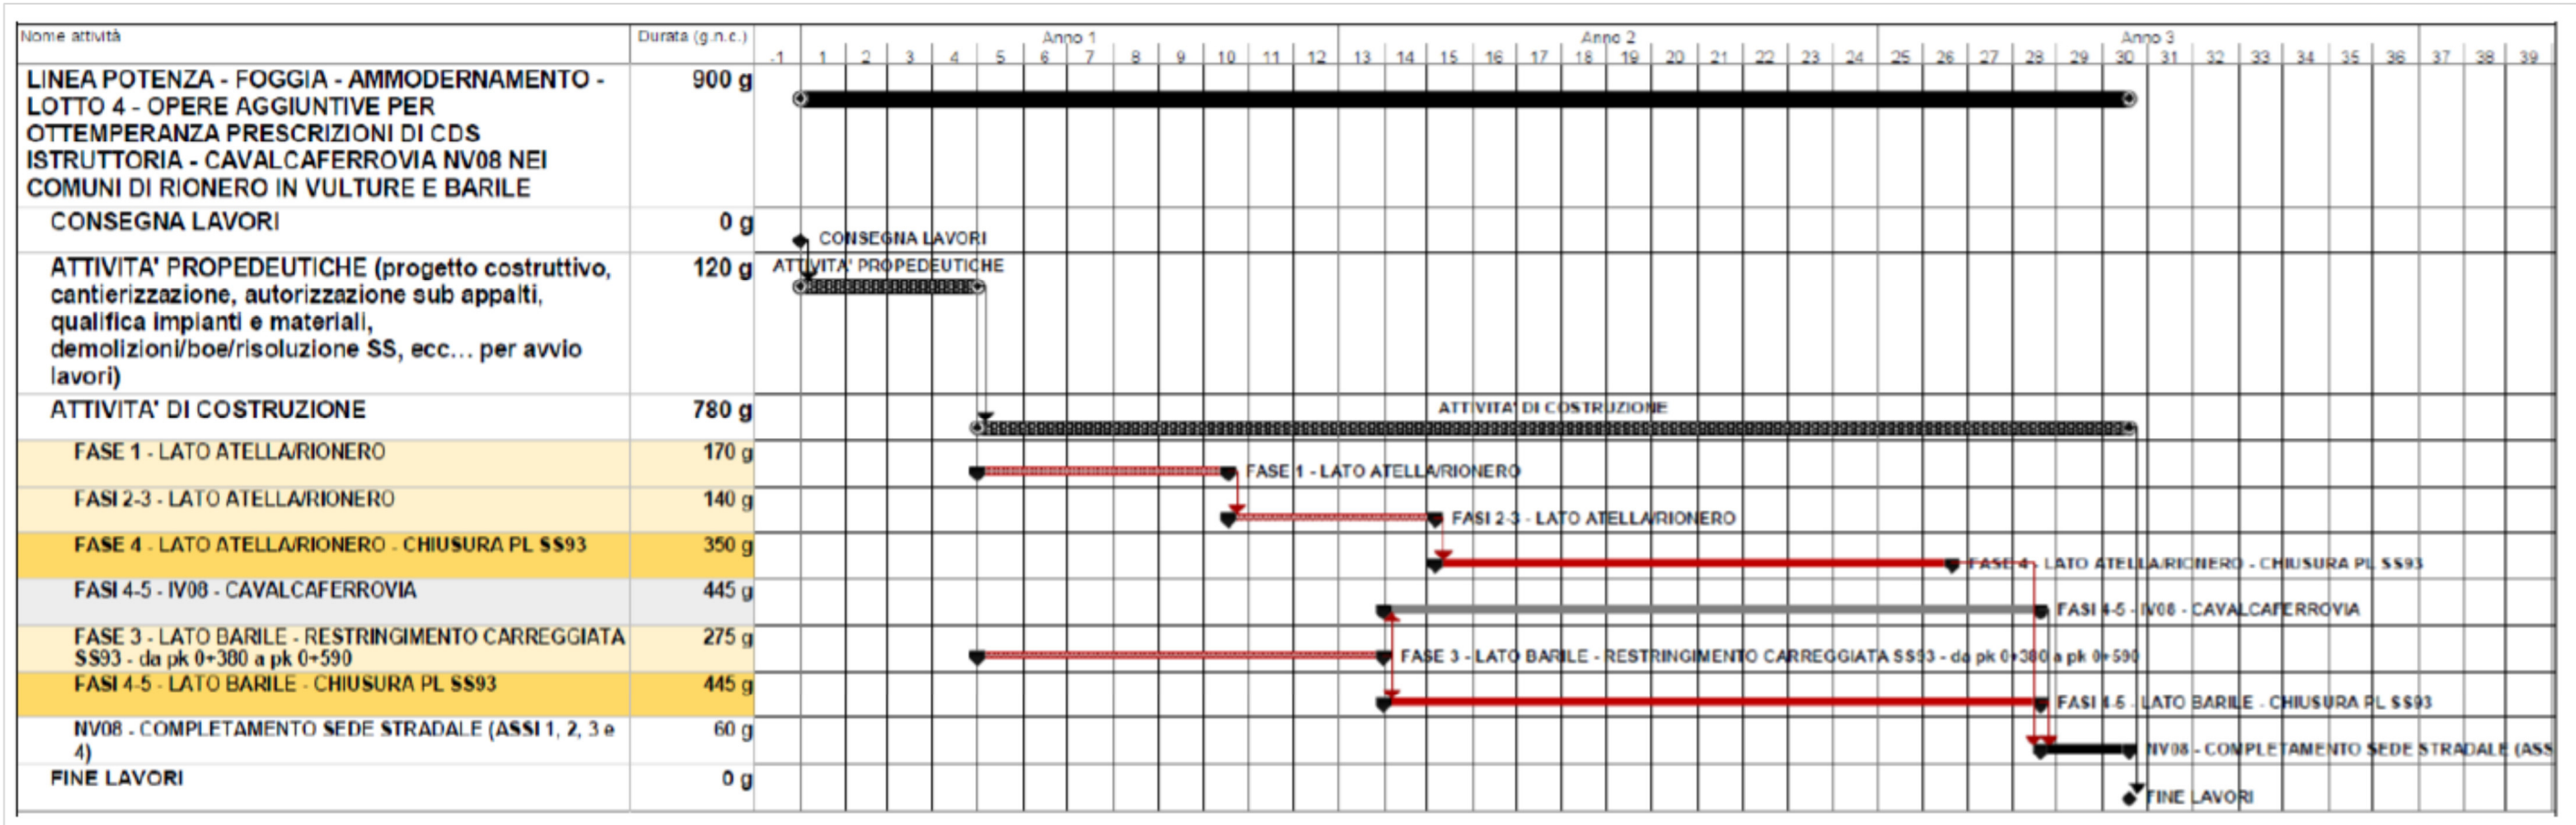 Nome attività Durata (g.n.c.) Anno 1 Anno 2 Anno 3
-1 1 2 3 4 5 6 7 8 9 10 11 12 13 14 15 16 17 18 19 20 21 22 23 24 25 26 27 28 29 30 31 32 33 34 35 36 37 38 39
LINEA POTENZA - FOGGIA - AMMODERNAMENTO - 900 g
LOTTO 4 - OPERE AGGIUNTIVE PER
OTTEMPERANZA PRESCRIZIONI DI CDS
ISTRUTTORIA - CAVALCAFERROVIA NV08 NEI
COMUNI DI RIONERO IN VULTURE E BARILE
CONSEGNA LAVORI 0 g
CONSEGNA LAVORI
ATTIVITA' PROPEDEUTICHE (progetto costruttivo, 120 g
cantierizzazione, autorizzazione sub appalti,
qualifica impianti e materiali,
demolizioni/boe/risoluzione SS, ecc... per avvio
lavori)
ATTIVITA' PROPEDEUTICHE
ATTIVITA' DI COSTRUZIONE 780 g
ATTIVITA' DI COSTRUZIONE
FASE 1 - LATO ATELLA/RIONERO 170 g
FASE 1 - LATO ATELLA/RIONERO
FASI 2-3 - LATO ATELLA/RIONERO 140 g
FASI 2-3 - LATO ATELLA/RIONERO
FASE 4 - LATO ATELLA/RIONERO - CHIUSURA PL SS93 350 g
FASE 4 - LATO ATELLA/RIONERO - CHIUSURA PL SS93
FASI 4-5 - IV08 - CAVALCAFERROVIA 445 g
FASI 4-5 - IV08 - CAVALCAFERROVIA
FASE 3 - LATO BARILE - RESTRINGIMENTO CARREGGIATA 275 g
SS93 - da pk 0+380 a pk 0+590
FASE 3 - LATO BARILE - RESTRINGIMENTO CARREGGIATA SS93 - da pk 0+380 a pk 0+590
FASI 4-5 - LATO BARILE - CHIUSURA PL SS93 445 g
FASI 4-5 - LATO BARILE - CHIUSURA PL SS93
NV08 - COMPLETAMENTO SEDE STRADALE (ASSI 1, 2, 3 e 60 g
4)
NV08 - COMPLETAMENTO SEDE STRADALE (ASS
FINE LAVORI 0 g
FINE LAVORI